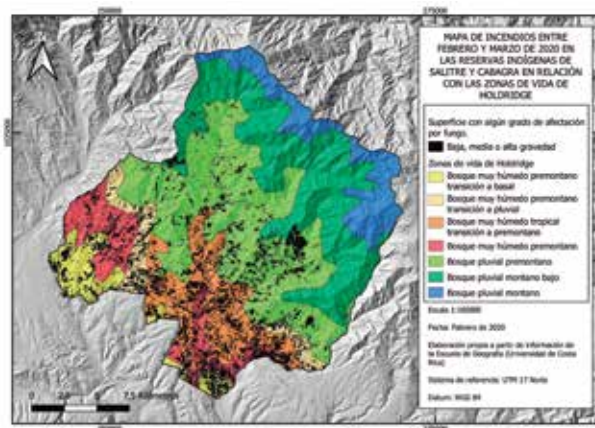 MAPA DE INCENDIOS ENTRE
FEBRERO Y MARZO DE 2020 EN
LAS RESERVAS INDÍGENAS DE
SALITRE Y CABAGRA EN RELACIÓN
CON LAS ZONAS DE VIDA DE
HOLDRIDGE
Superficie con algún grado de afectación
por fuego.
Baja, media o alta gravedad
Zonas de vida de Holdridge
Bosque muy húmedo premontano
transición a basal
Bosque muy húmedo premontano
transición a pluvial
Bosque muy húmedo tropical
transición a premontano
Bosque muy húmedo premontano
Bosque pluvial premontano
Bosque pluvial montano bajo
Bosque pluvial montano
Fecha: Febrero de 2020
Elaboración propia a partir de información de
la Escuela de Geografía (Universidad de Costa
Rica)
Sistema de referencia: UTM 17 Norte
Datum: WGS 84
0
7.5 Kilómetros